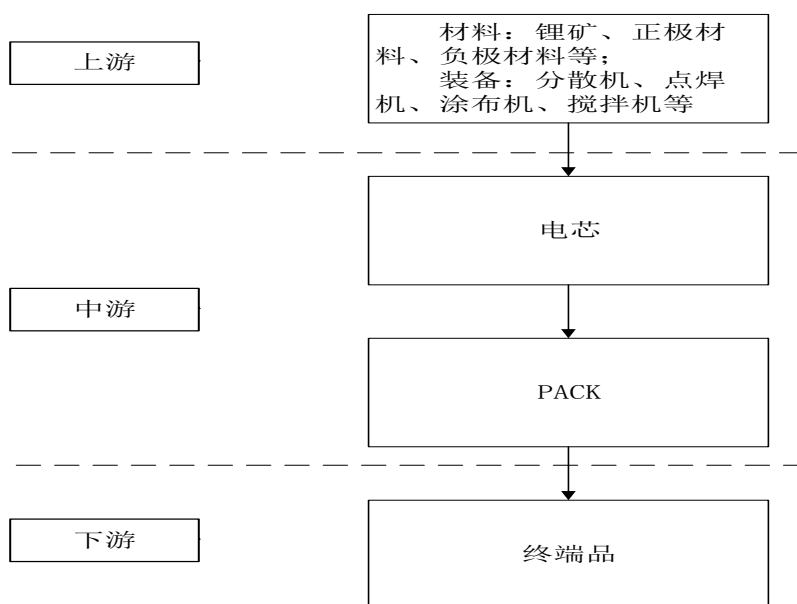 上游
材料：锂矿、正极材
料、负极材料等；
装备：分散机、点焊
机、涂布机、搅拌机等
电芯
中游
PACK
下游
终端品